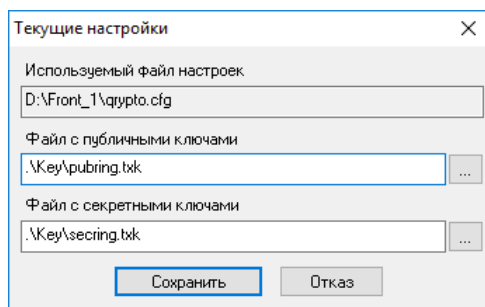 Текущие настройки
Используемый файл настроек
D:\Front_1\qrypto.cfg
Файл с публичными ключами
.\Key\pubring.txk
...
Файл с секретными ключами
.\Key\secring.txk
...
Сохранить
Отказ